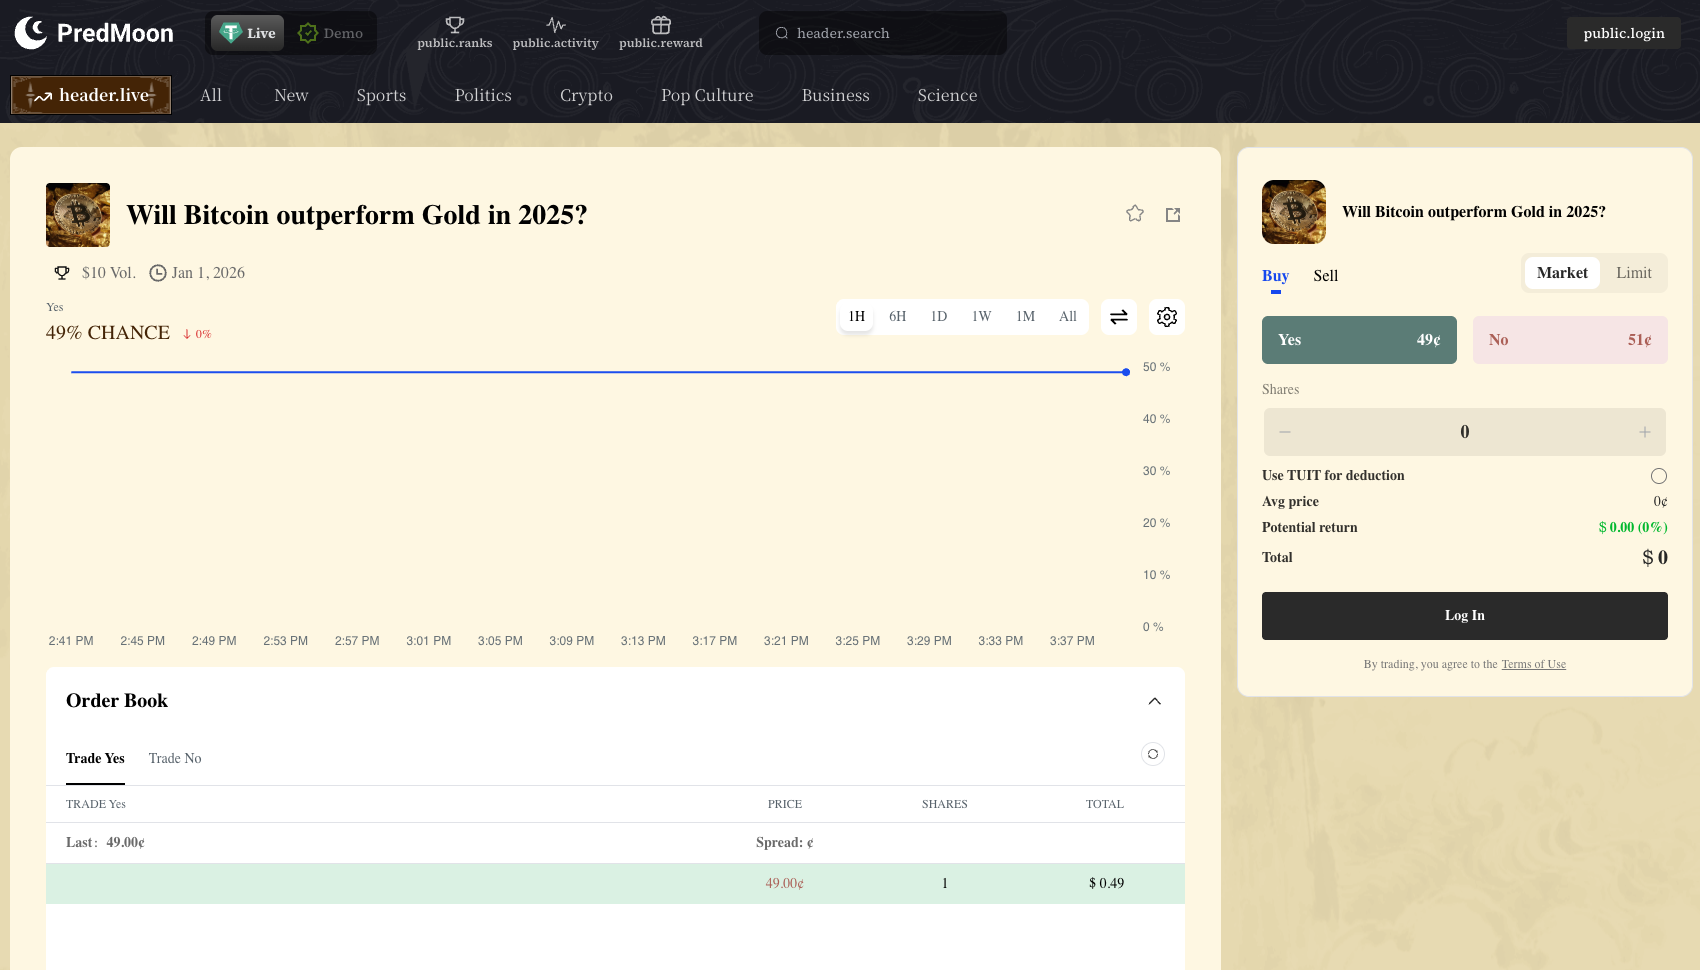 PredMoon
Live
Demo
public.ranks
public.activity
public.reward
header.search
public.login
header.live
All
New
Sports
Politics
Crypto
Pop Culture
Business
Science
Will Bitcoin outperform Gold in 2025?
$10 Vol.
Jan 1, 2026
Yes
49% CHANCE
↓ 0%
1H
6H
1D
1W
1M
All
50 %
40 %
30 %
20 %
10 %
0 %
2:41 PM
2:45 PM
2:49 PM
2:53 PM
2:57 PM
3:01 PM
3:05 PM
3:09 PM
3:13 PM
3:17 PM
3:21 PM
3:25 PM
3:29 PM
3:33 PM
3:37 PM
Order Book
Trade Yes
Trade No
TRADE Yes
PRICE
SHARES
TOTAL
Last: 49.00¢
Spread: ¢
49.00¢
1
$ 0.49
Will Bitcoin outperform Gold in 2025?
Buy
Sell
Market
Limit
Yes
49¢
No
51¢
Shares
0
Use TUIT for deduction
Avg price
0¢
Potential return
$ 0.00 (0%)
Total
$ 0
Log In
By trading, you agree to the Terms of Use